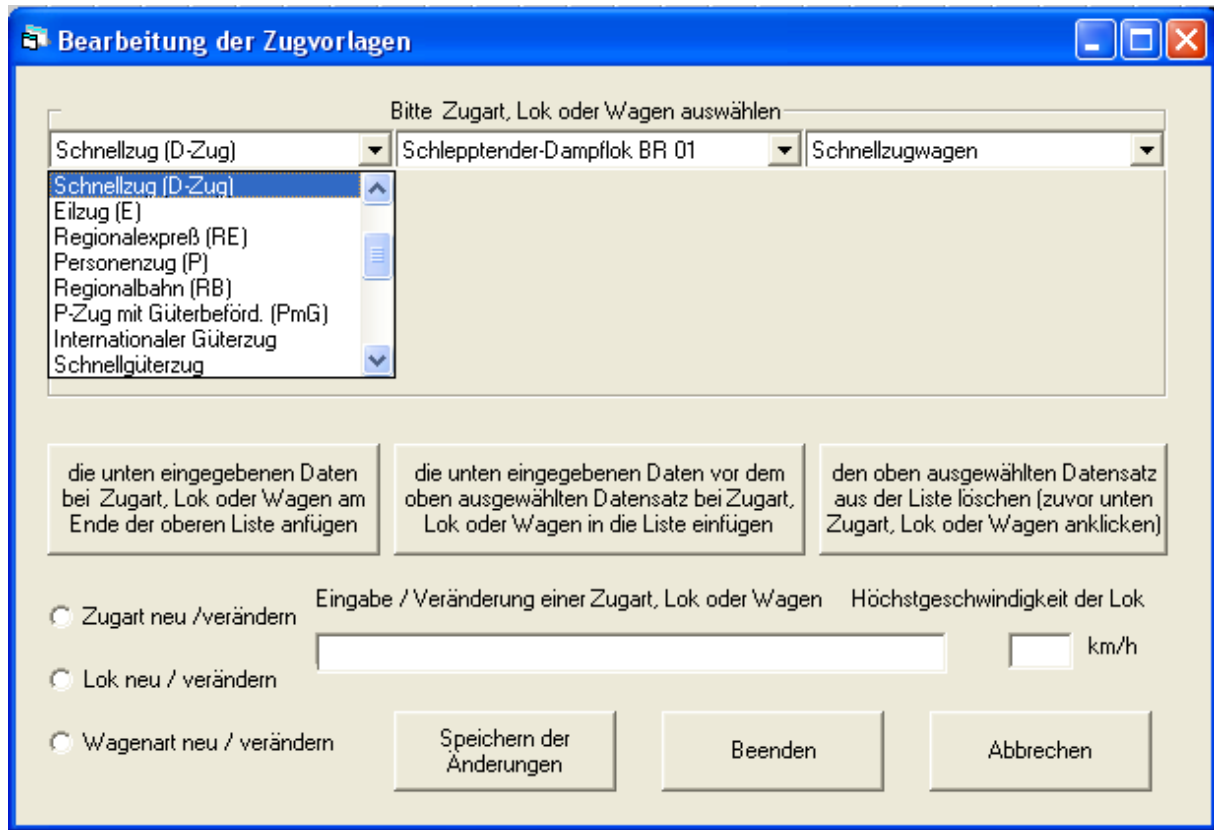 Bearbeitung der Zugvorlagen
Bitte Zugart, Lok oder Wagen auswählen
Schnellzug (D-Zug)
Schlepptender-Dampflok BR 01
Schnellzugwagen
Schnellzug (D-Zug)
Eilzug (E)
Regionalexpreß (RE)
Personenzug (P)
Regionalbahn (RB)
P-Zug mit Güterbeförd. (PmG)
Internationaler Güterzug
Schnellgüterzug
die unten eingegebenen Daten
bei Zugart, Lok oder Wagen am
Ende der oberen Liste anfügen
die unten eingegebenen Daten vor dem
oben ausgewählten Datensatz bei Zugart,
Lok oder Wagen in die Liste einfügen
den oben ausgewählten Datensatz
aus der Liste löschen (zuvor unten
Zugart, Lok oder Wagen anklicken)
Zugart neu /verändern
Eingabe / Veränderung einer Zugart, Lok oder Wagen
Höchstgeschwindigkeit der Lok
km/h
Lok neu / verändern
Wagenart neu / verändern
Speichern der
Änderungen
Beenden
Abbrechen